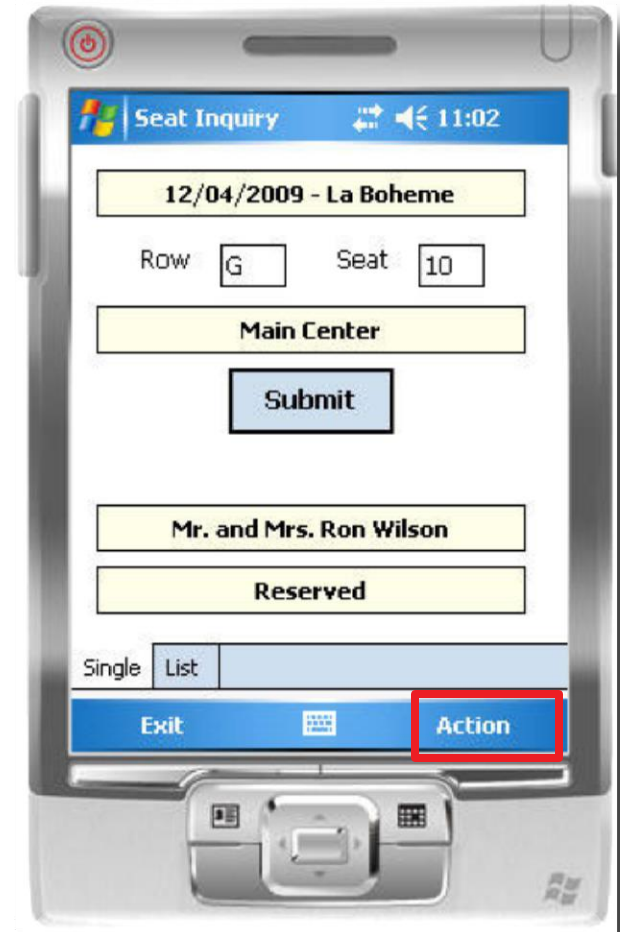 Seat Inquiry 11:02
12/04/2009 - La Boheme
Row G Seat 10
Main Center
Submit
Mr. and Mrs. Ron Wilson
Reserved
Single List
Exit Action